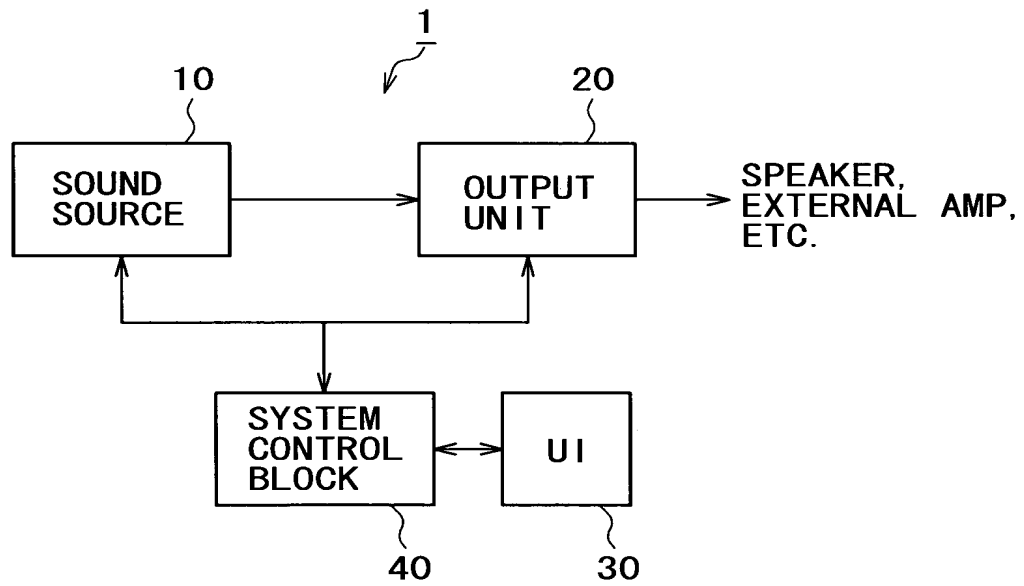 1
10
20
SOUND
SOURCE
OUTPUT
UNIT
SPEAKER,
EXTERNAL AMP,
ETC.
SYSTEM
CONTROL
BLOCK
UI
40
30